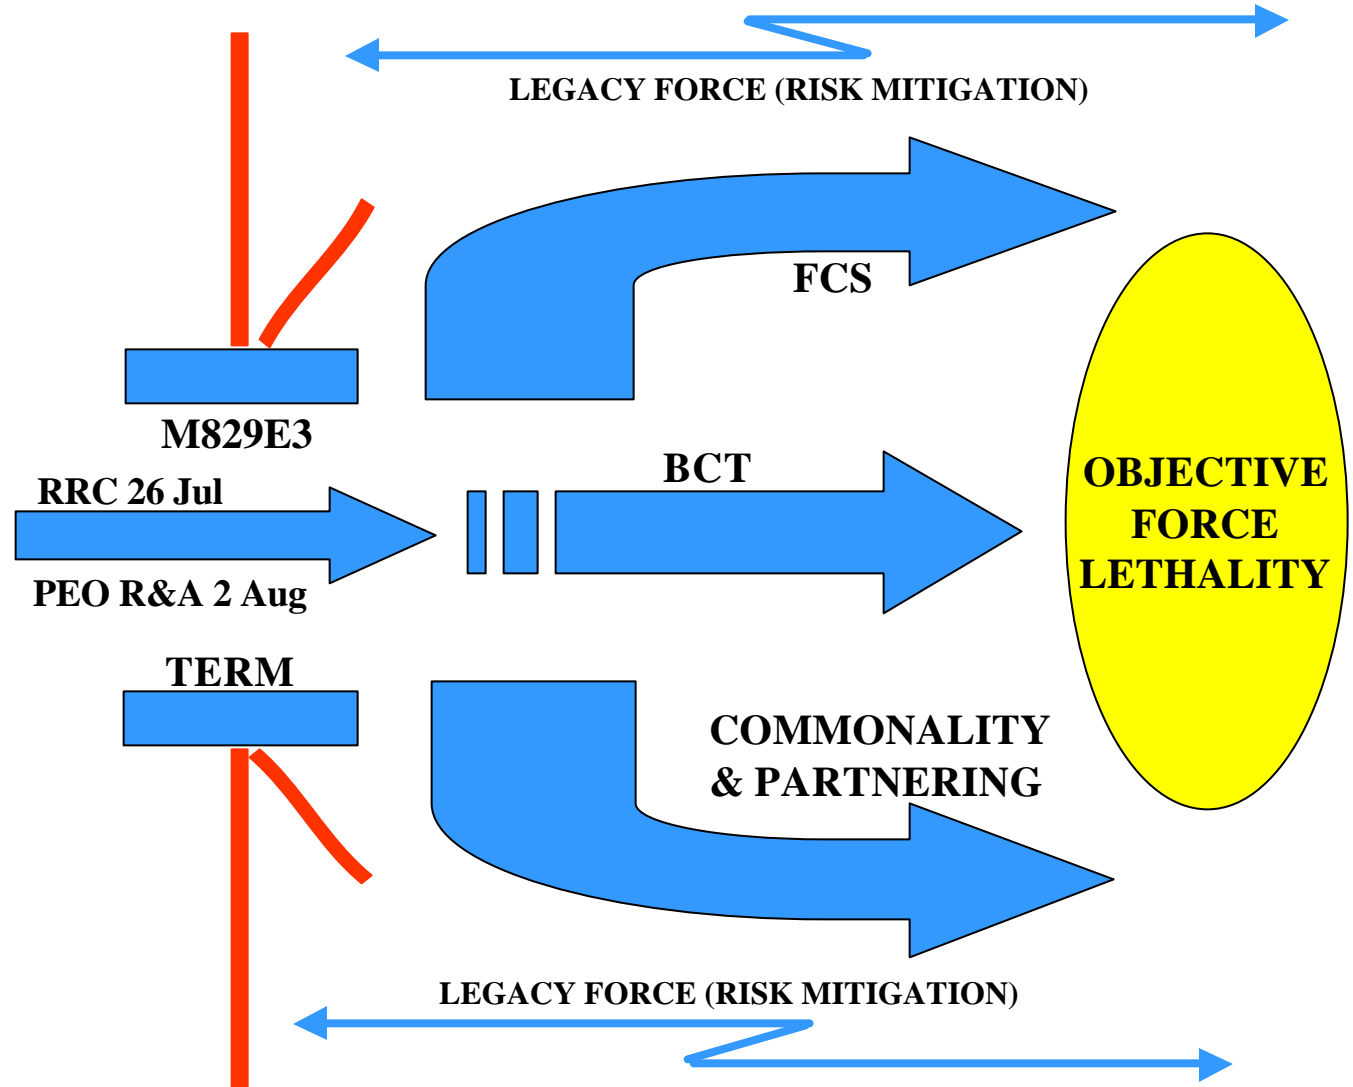 LEGACY FORCE (RISK MITIGATION)
FCS
M829E3
BCT
RRC 26 Jul
PEO R&A 2 Aug
OBJECTIVE
FORCE
LETHALITY
TERM
COMMONALITY
& PARTNERING
LEGACY FORCE (RISK MITIGATION)